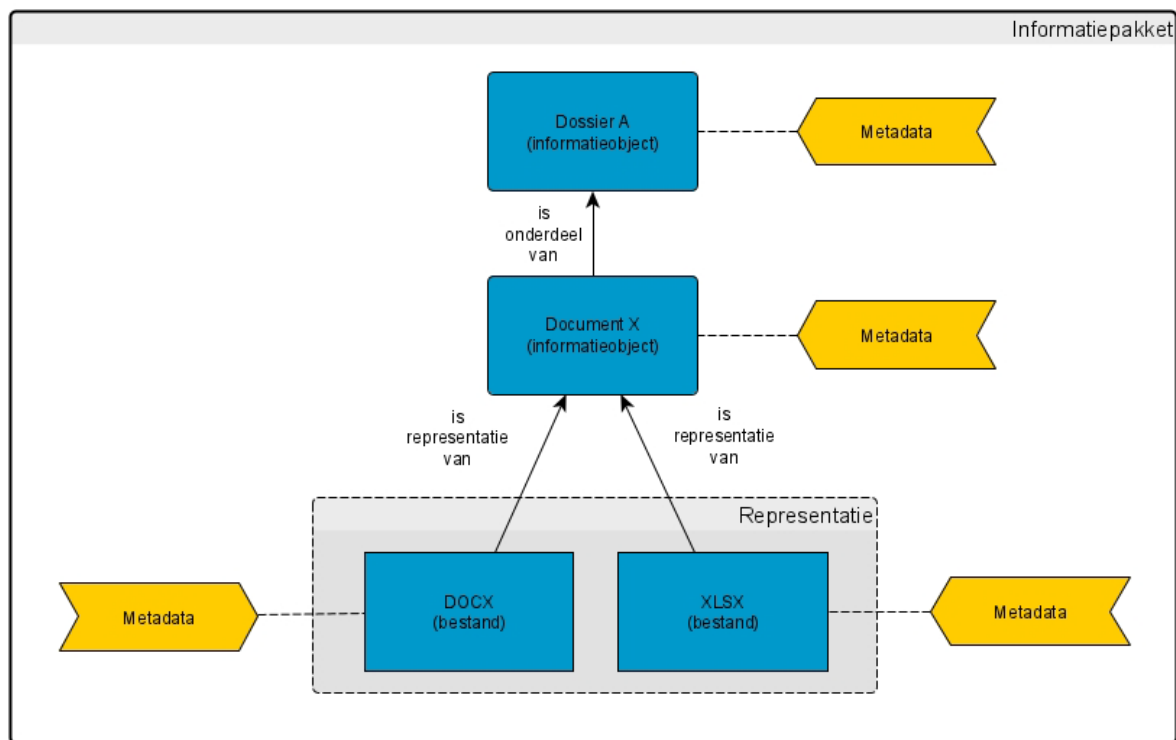 Informatiepakket
Dossier A
(informatieobject)
Metadata
is
onderdeel
van
Document X
(informatieobject)
Metadata
is
representatie
van
is
representatie
van
Representatie
Metadata
DOCX
(bestand)
XLSX
(bestand)
Metadata